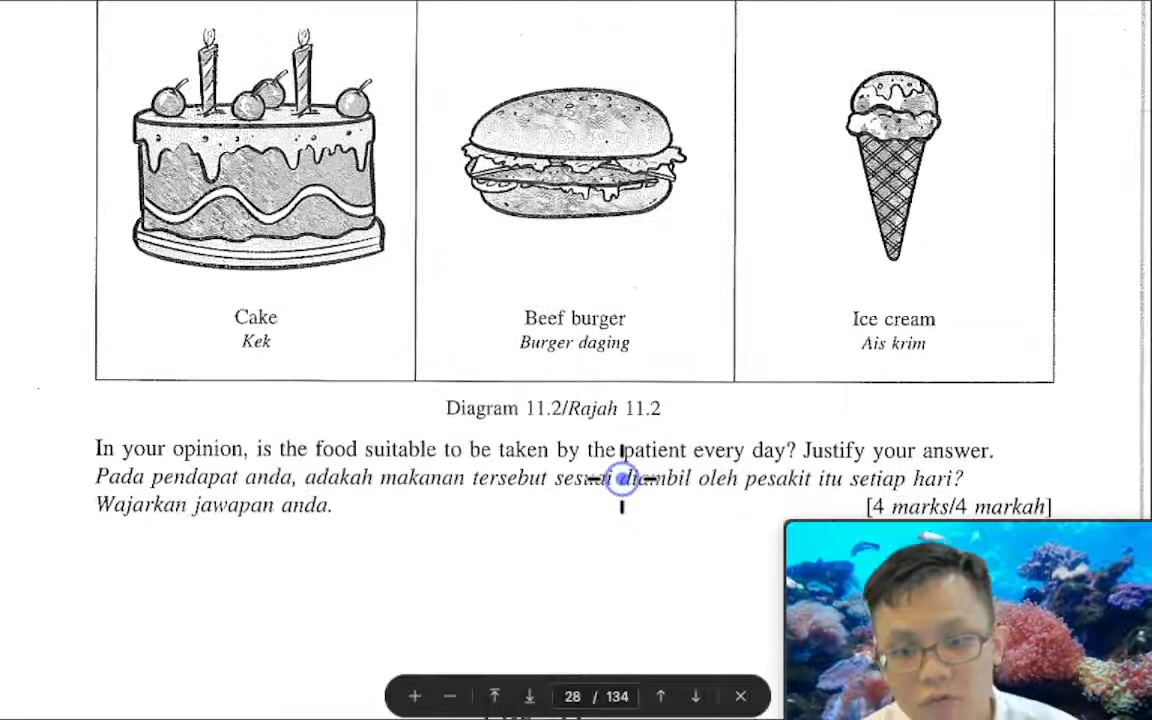 Cake
Kek
Beef burger
Burger daging
Ice cream
Ais krim
Diagram 11.2/Rajah 11.2
In your opinion, is the food suitable to be taken by the patient every day? Justify your answer.
Pada pendapat anda, adakah makanan tersebut sesuai diambil oleh pesakit itu setiap hari?
Wajarkan jawapan anda.
[4 marks/4 markah]
28 / 134